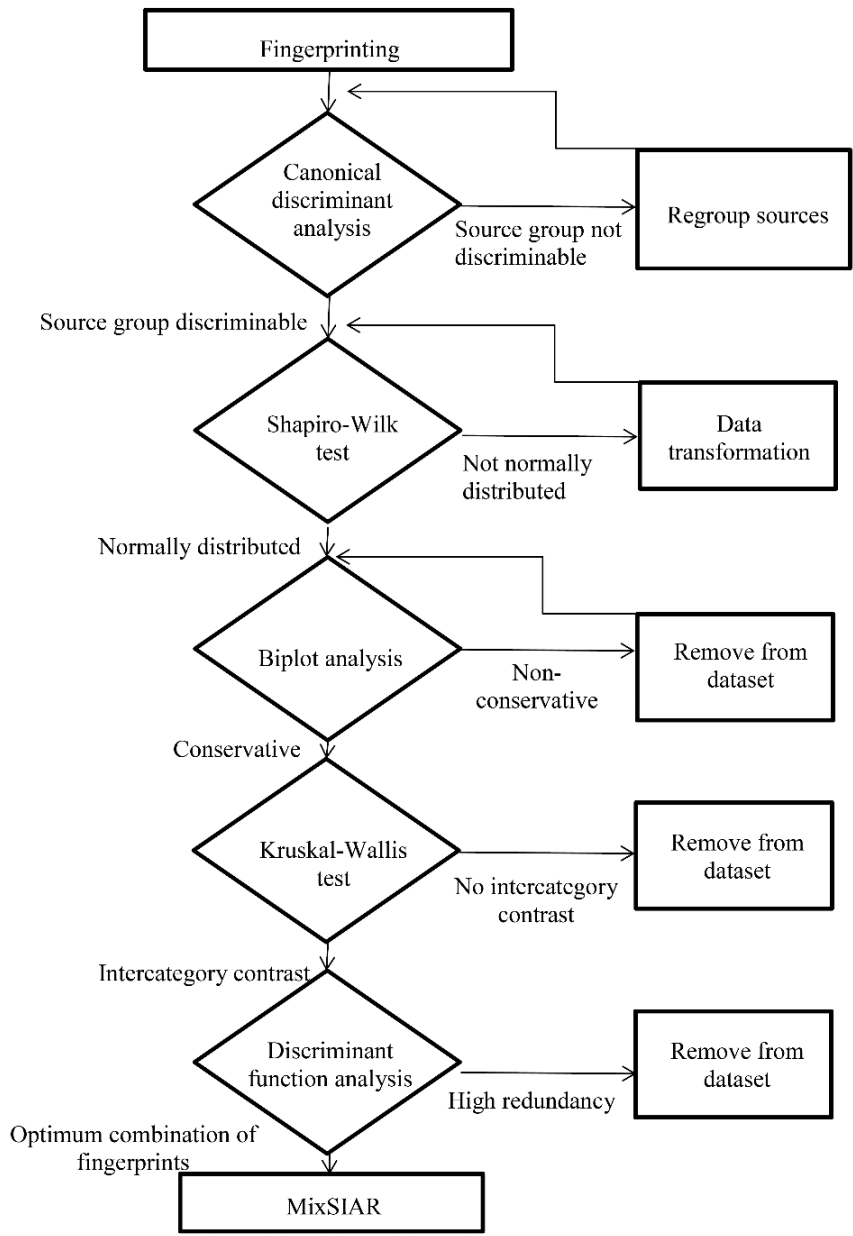 Fingerprinting
Canonical
discriminant
analysis
Source group not
discriminable
Regroup sources
Source group discriminable
Shapiro-Wilk
test
Not normally
distributed
Data
transformation
Normally distributed
Biplot analysis
Non-
conservative
Remove from
dataset
Conservative
Kruskal-Wallis
test
No intercategory
contrast
Remove from
dataset
Intercategory contrast
Discriminant
function analysis
High redundancy
Remove from
dataset
Optimum combination of
fingerprints
MixSIAR